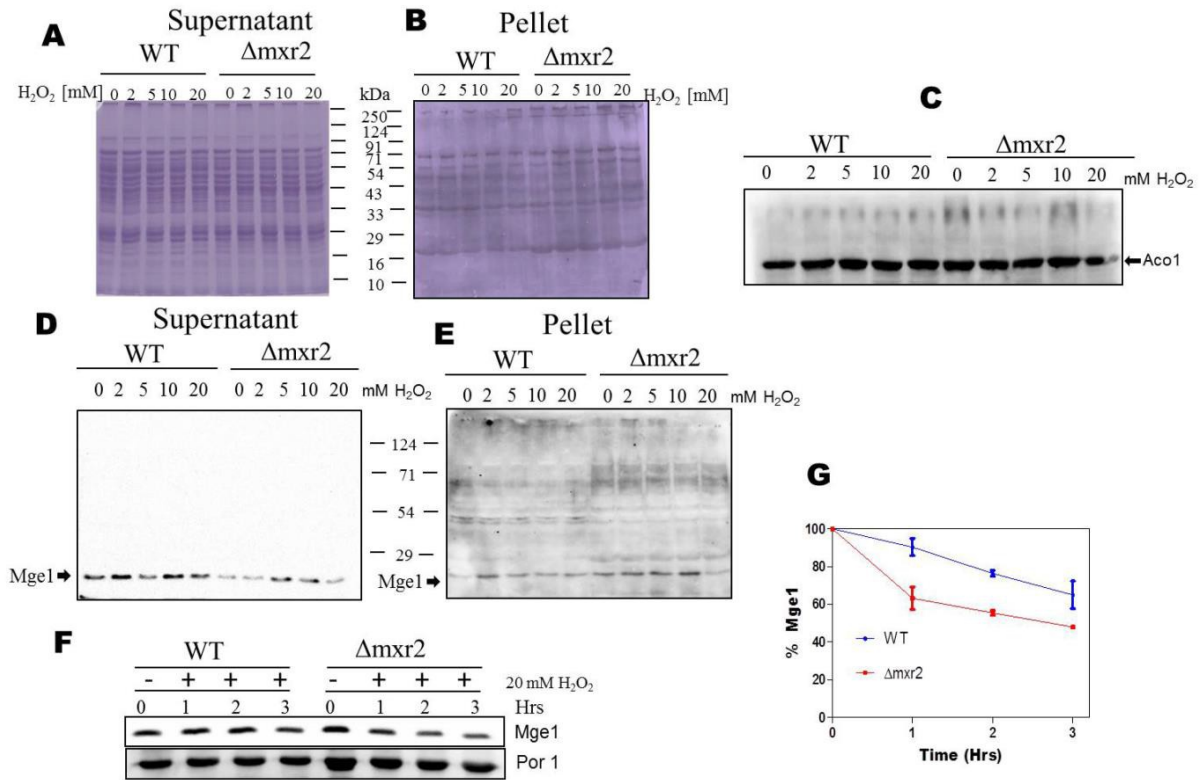 A
Supernatant
WT Δmxr2
H₂O₂ [mM] 0 2 5 10 20 0 2 5 10 20
kDa
250
124
91
71
54
43
33
29
16
10
B
Pellet
WT Δmxr2
0 2 5 10 20 0 2 5 10 20 H₂O₂ [mM]
C
WT Δmxr2
0 2 5 10 20 0 2 5 10 20 mM H₂O₂
Aco1
D
Supernatant
WT Δmxr2
0 2 5 10 20 0 2 5 10 20 mM H₂O₂
Mge1
124
71
54
29
E
Pellet
WT Δmxr2
0 2 5 10 20 0 2 5 10 20 mM H₂O₂
Mge1
F
WT Δmxr2
- + + + - + + + 20 mM H₂O₂
0 1 2 3 Hrs 0 1 2 3 Hrs
Mge1
Por 1
G
% Mge1
100
80
60
40
20
0
WT
Δmxr2
0 1 2 3
Time (Hrs)